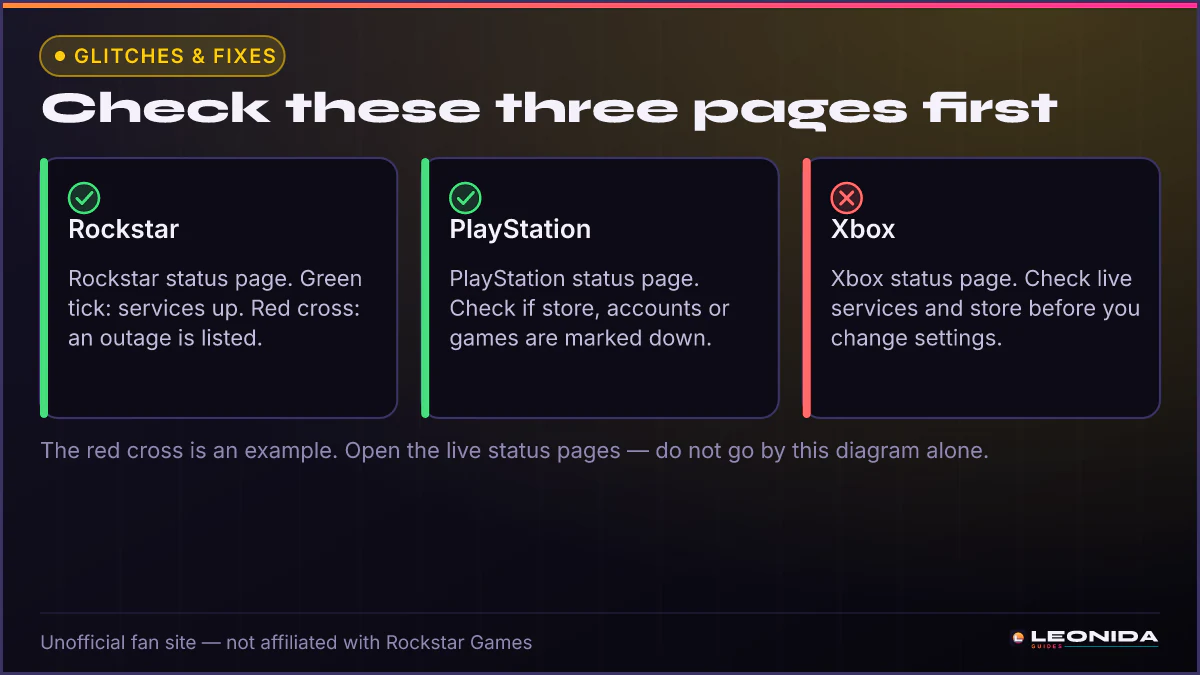 GLITCHES & FIXES
Check these three pages first
Rockstar
Rockstar status page. Green
tick: services up. Red cross:
an outage is listed.
PlayStation
PlayStation status page.
Check if store, accounts or
games are marked down.
Xbox
Xbox status page. Check live
services and store before you
change settings.
The red cross is an example. Open the live status pages — do not go by this diagram alone.
Unofficial fan site — not affiliated with Rockstar Games
LEONIDA
GUIDES